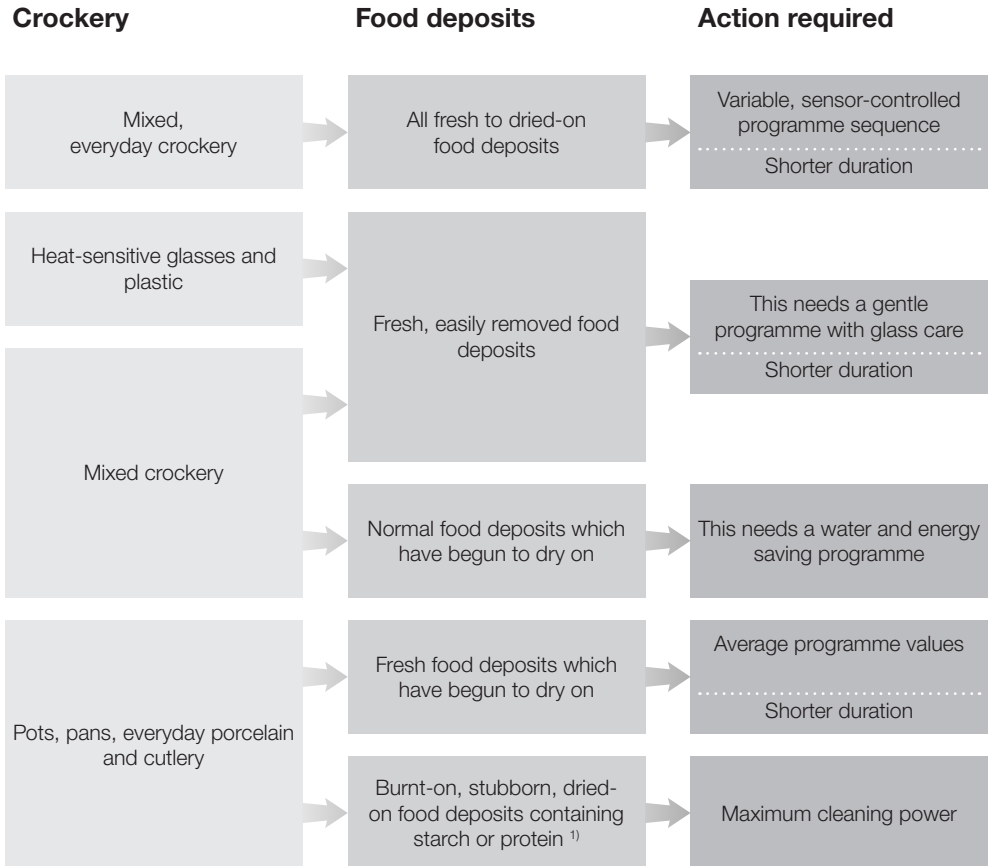 Crockery
Food deposits
Action required
Mixed,
everyday crockery
All fresh to dried-on
food deposits
Variable, sensor-controlled
programme sequence
Shorter duration
Heat-sensitive glasses and
plastic
Fresh, easily removed food
deposits
This needs a gentle
programme with glass care
Shorter duration
Mixed crockery
Normal food deposits which
have begun to dry on
This needs a water and energy
saving programme
Pots, pans, everyday porcelain
and cutlery
Fresh food deposits which
have begun to dry on
Average programme values
Shorter duration
Burnt-on, stubborn, dried-
on food deposits containing
starch or protein 1)
Maximum cleaning power